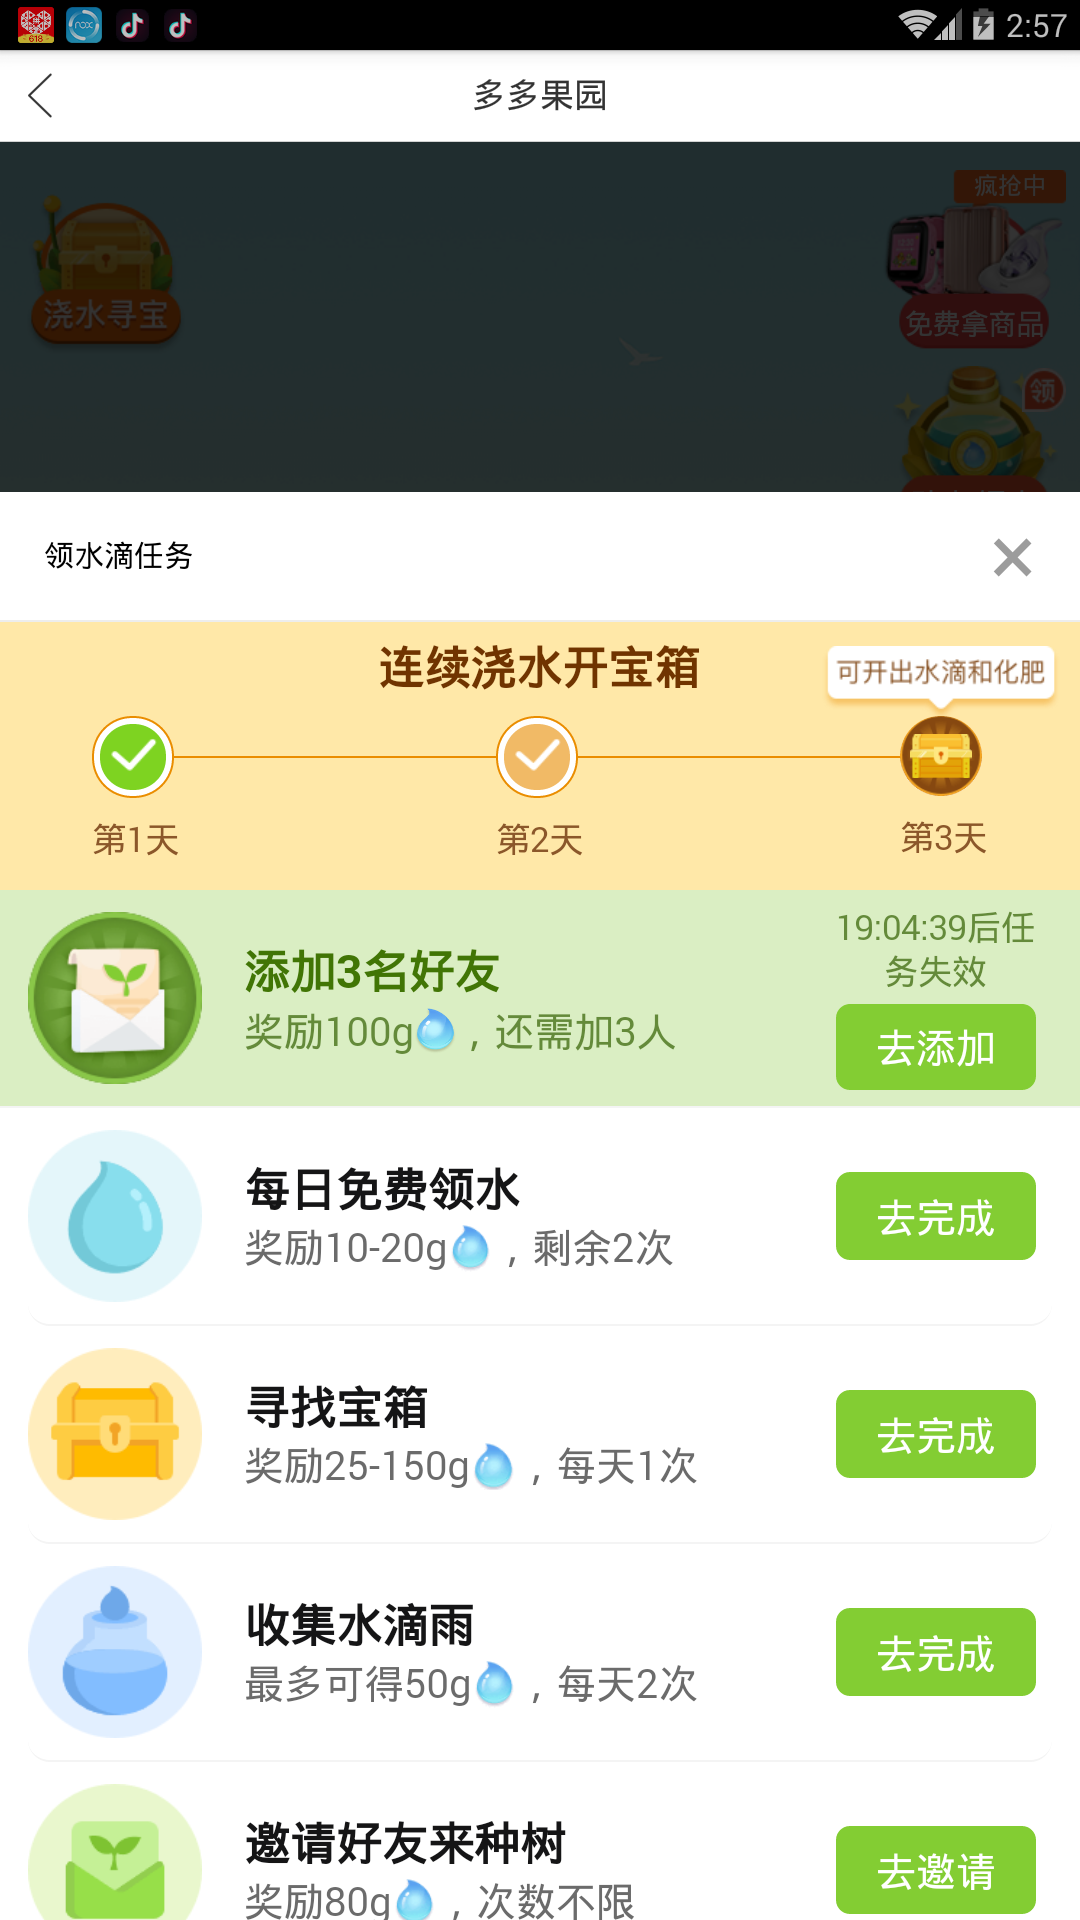 618
nox
2:57
多多果园
疯抢中
浇水寻宝
免费拿商品
领
领水滴任务
连续浇水开宝箱
可开出水滴和化肥
第1天
第2天
第3天
添加3名好友
奖励100g，还需加3人
19:04:39后任
务失效
去添加
每日免费领水
奖励10-20g，剩余2次
去完成
寻找宝箱
奖励25-150g，每天1次
去完成
收集水滴雨
最多可得50g，每天2次
去完成
邀请好友来种树
奖励80g，次数不限
去邀请